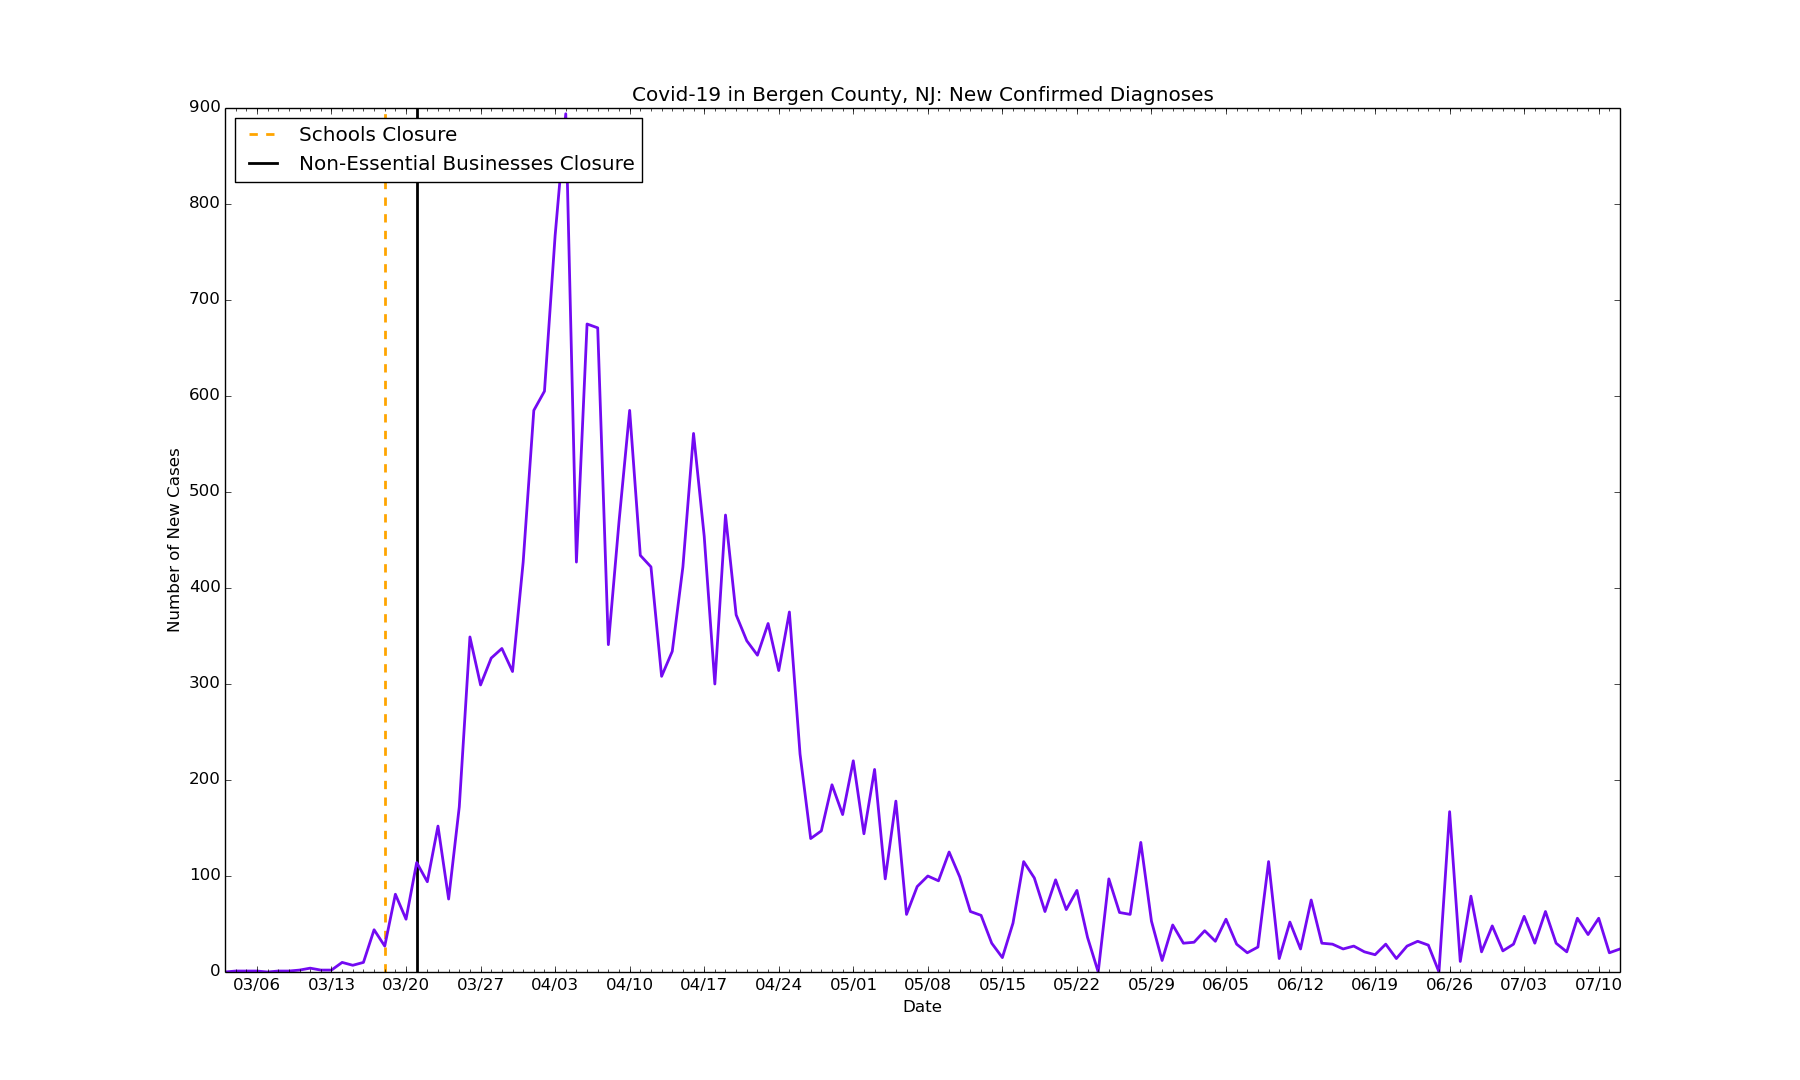 Covid-19 in Bergen County, NJ: New Confirmed Diagnoses
Schools Closure
Non-Essential Businesses Closure
900
800
700
600
500
400
300
200
100
0
Number of New Cases
03/06 03/13 03/20 03/27 04/03 04/10 04/17 04/24 05/01 05/08 05/15 05/22 05/29 06/05 06/12 06/19 06/26 07/03 07/10
Date